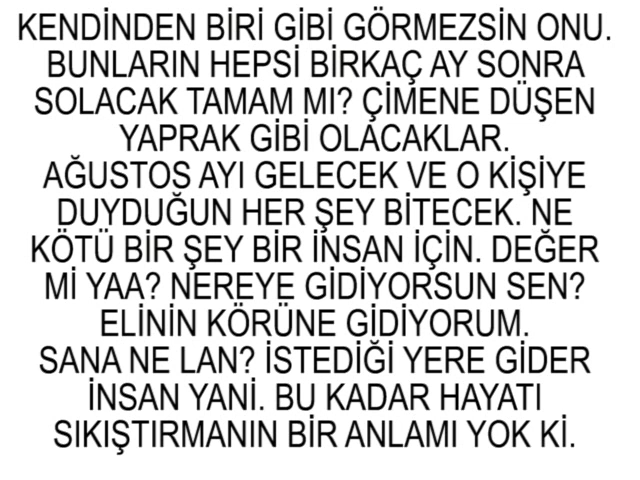 KENDİNDEN BİRİ GİBİ GÖRMEZSİN ONU.
BUNLARIN HEPSİ BİRKAÇ AY SONRA
SOLACAK TAMAM MI? ÇİMENE DÜŞEN
YAPRAK GİBİ OLACAKLAR.
AĞUSTOS AYI GELECEK VE O KİŞİYE
DUYDUĞUN HER ŞEY BİTECEK. NE
KÖTÜ BİR ŞEY BİR İNSAN İÇİN. DEĞER
Mİ YAA? NEREYE GİDİYORSUN SEN?
ELİNİN KÖRÜNE GİDİYORUM.
SANA NE LAN? İSTEDİĞİ YERE GİDER
İNSAN YANİ. BU KADAR HAYATI
SIKIŞTIRMANIN BİR ANLAMI YOK Kİ.